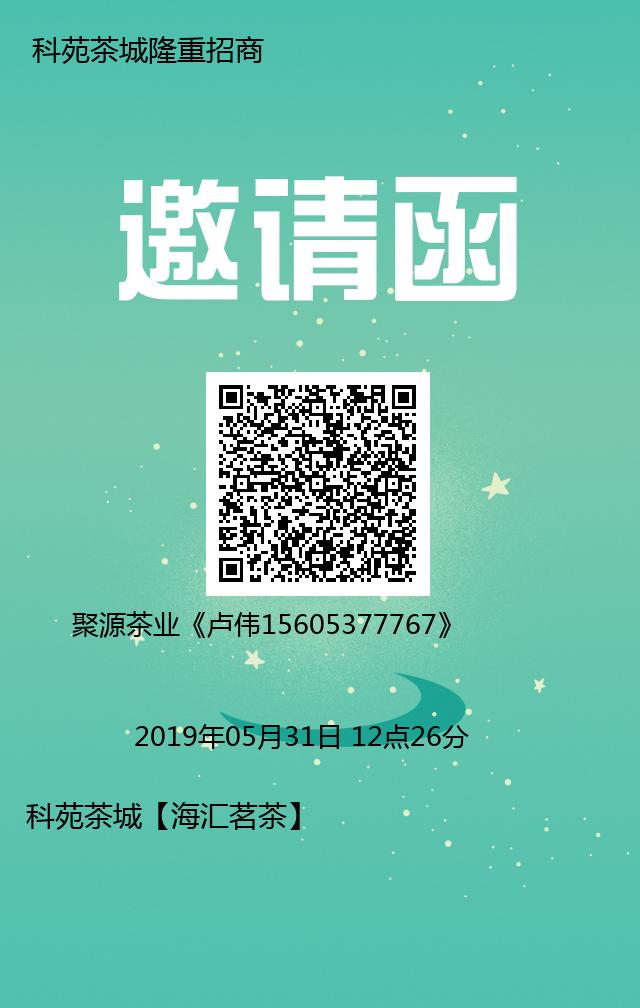 科苑茶城隆重招商
邀请函
聚源茶业《卢伟15605377767》
2019年05月31日 12点26分
科苑茶城【海汇茗茶】